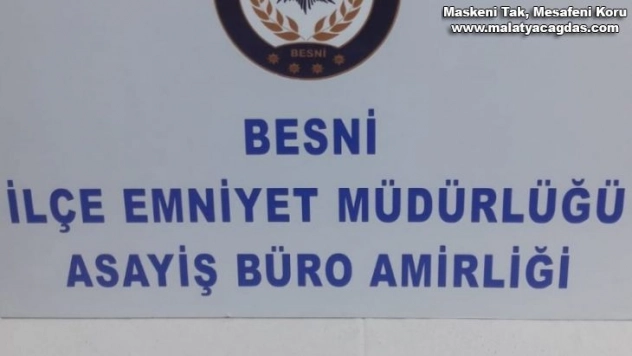 Maskeni Tak, Mesafeni Koru
www.malatyacagdas.com
BESNİ
BESNİ
İLÇE EMNİYET MÜDÜRLÜĞÜ
ASAYİŞ BÜRO AMİRLİĞİ